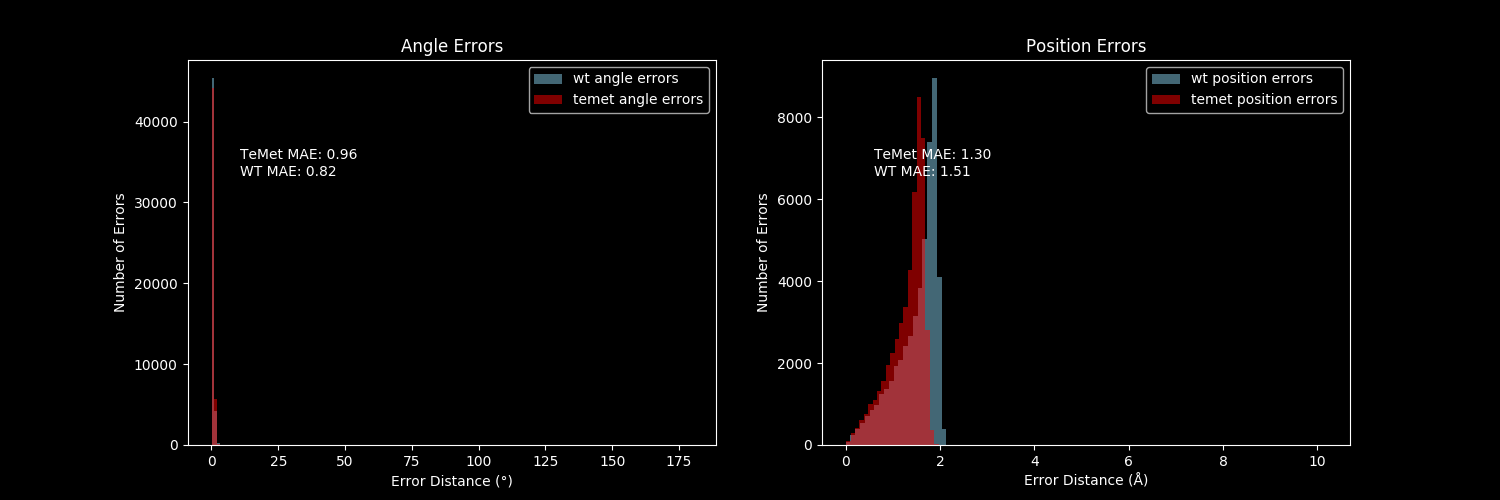 Angle Errors
wt angle errors
temet angle errors
TeMet MAE: 0.96
WT MAE: 0.82
Number of Errors
40000
30000
20000
10000
0
0 25 50 75 100 125 150 175
Error Distance (°)
Position Errors
wt position errors
temet position errors
TeMet MAE: 1.30
WT MAE: 1.51
Number of Errors
8000
6000
4000
2000
0
0 2 4 6 8 10
Error Distance (Å)